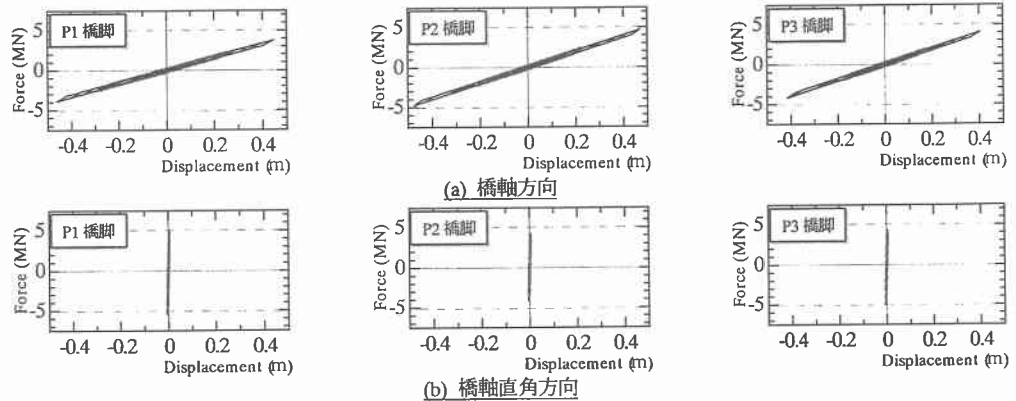 P1 橋脚
P2 橋脚
P3 橋脚
Force (MN)
5
0
-5
-0.4 -0.2 0 0.2 0.4
Displacement (m)
Force (MN)
5
0
-5
-0.4 -0.2 0 0.2 0.4
Displacement (m)
Force (MN)
5
0
-5
-0.4 -0.2 0 0.2 0.4
Displacement (m)
(a) 橋軸方向
P1 橋脚
P2 橋脚
P3 橋脚
Force (MN)
5
0
-5
-0.4 -0.2 0 0.2 0.4
Displacement (m)
Force (MN)
5
0
-5
-0.4 -0.2 0 0.2 0.4
Displacement (m)
Force (MN)
5
0
-5
-0.4 -0.2 0 0.2 0.4
Displacement (m)
(b) 橋軸直角方向